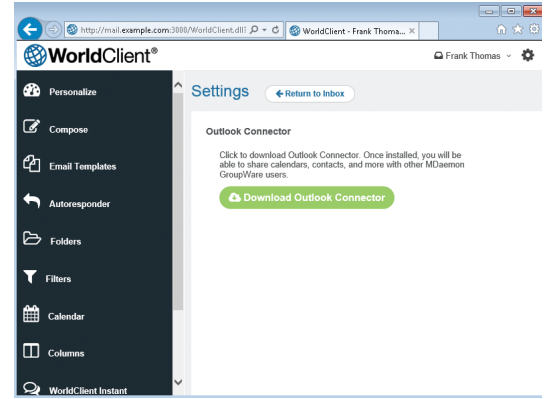 http://mail.example.com:3000/WorldClient.dll?
WorldClient - Frank Thoma...
WorldClient®
Frank Thomas
Personalize
Settings
Return to Inbox
Compose
Outlook Connector
Email Templates
Click to download Outlook Connector. Once installed, you will be
able to share calendars, contacts, and more with other MDaemon
GroupWare users.
Autoresponder
Download Outlook Connector
Folders
Filters
Calendar
Columns
WorldClient Instant